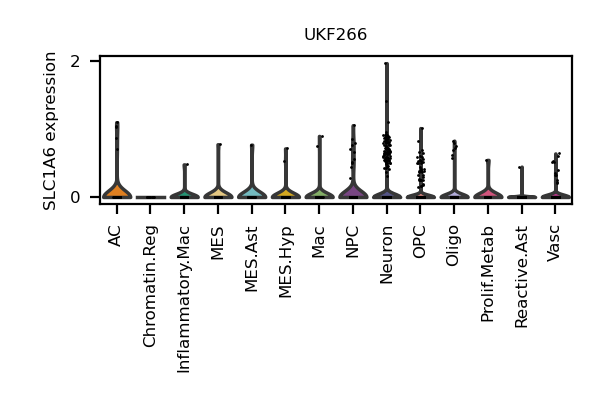 UKF266
SLC1A6 expression
2
0
AC
Chromatin.Reg
Inflammatory.Mac
MES
MES.Ast
MES.Hyp
Mac
NPC
Neuron
OPC
Oligo
Prolif.Metab
Reactive.Ast
Vasc